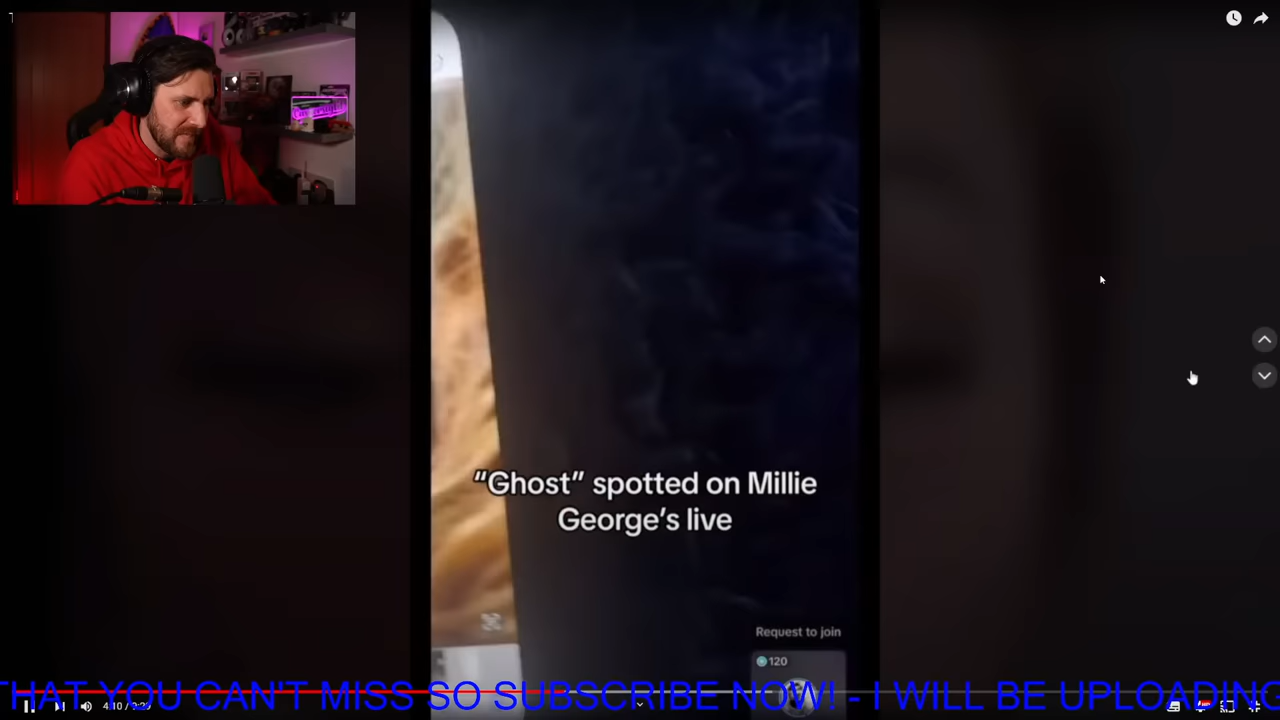 “Ghost” spotted on Millie
George’s live
Request to join
120
THAT YOU CAN'T MISS SO SUBSCRIBE NOW! - I WILL BE UPLOADING